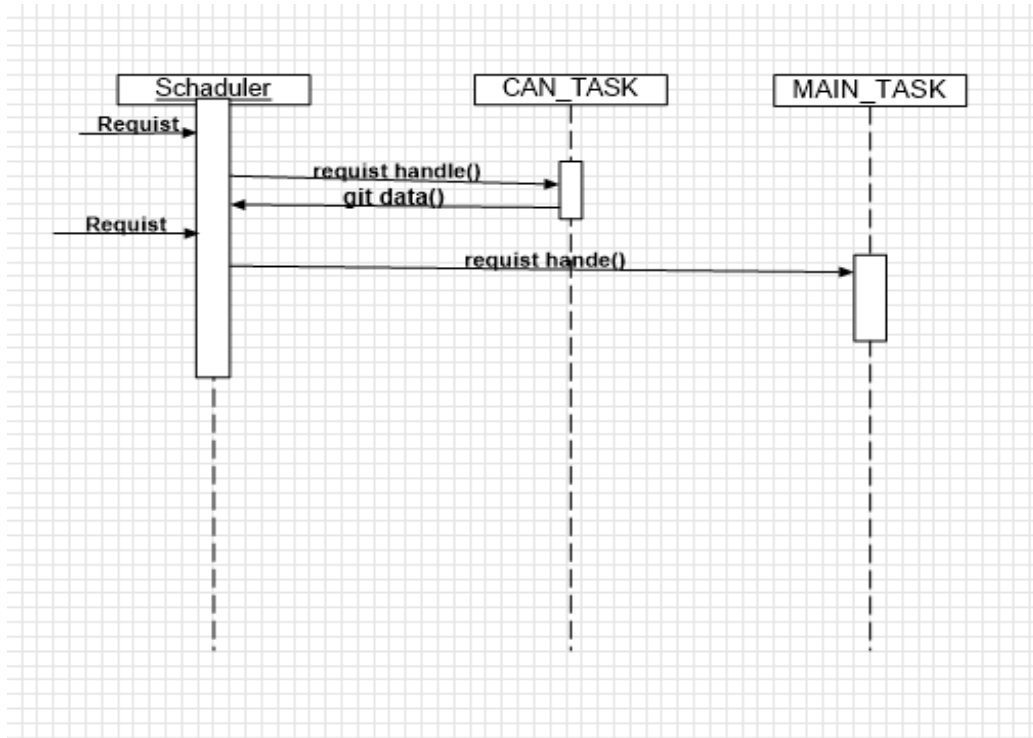 Schaduler
CAN_TASK
MAIN_TASK
Requist
requist handle()
git data()
Requist
requist hande()